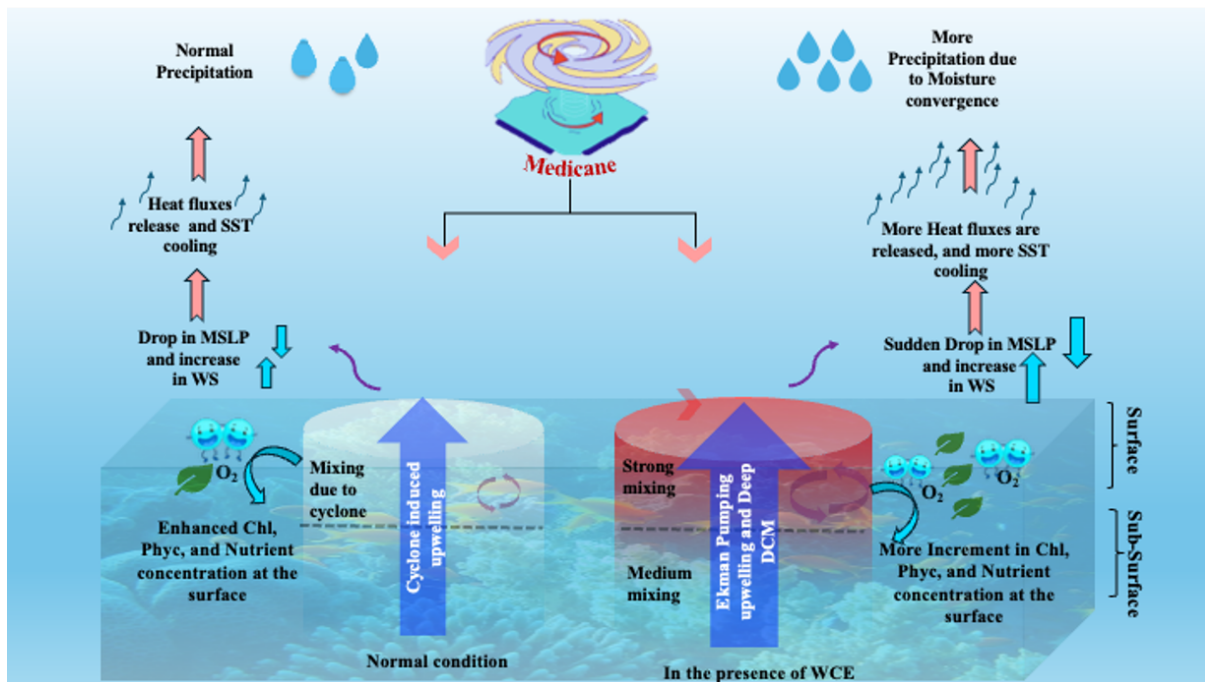 Normal
Precipitation
Medicane
More
Precipitation due
to Moisture
convergence
Heat fluxes
release and SST
cooling
More Heat fluxes are
released, and more SST
cooling
Drop in MSLP
and increase
in WS
Sudden Drop in MSLP
and increase
in WS
O2
Mixing
due to
cyclone
Cyclone induced
upwelling
Enhanced Chl,
Phyc, and Nutrient
concentration at the
surface
Normal condition
Strong
mixing
Medium
mixing
Ekman Pumping
upwelling and Deep
DCM
O2
O2
More Increment in Chl,
Phyc, and Nutrient
concentration at the
surface
In the presence of WCE
Surface
Sub-Surface